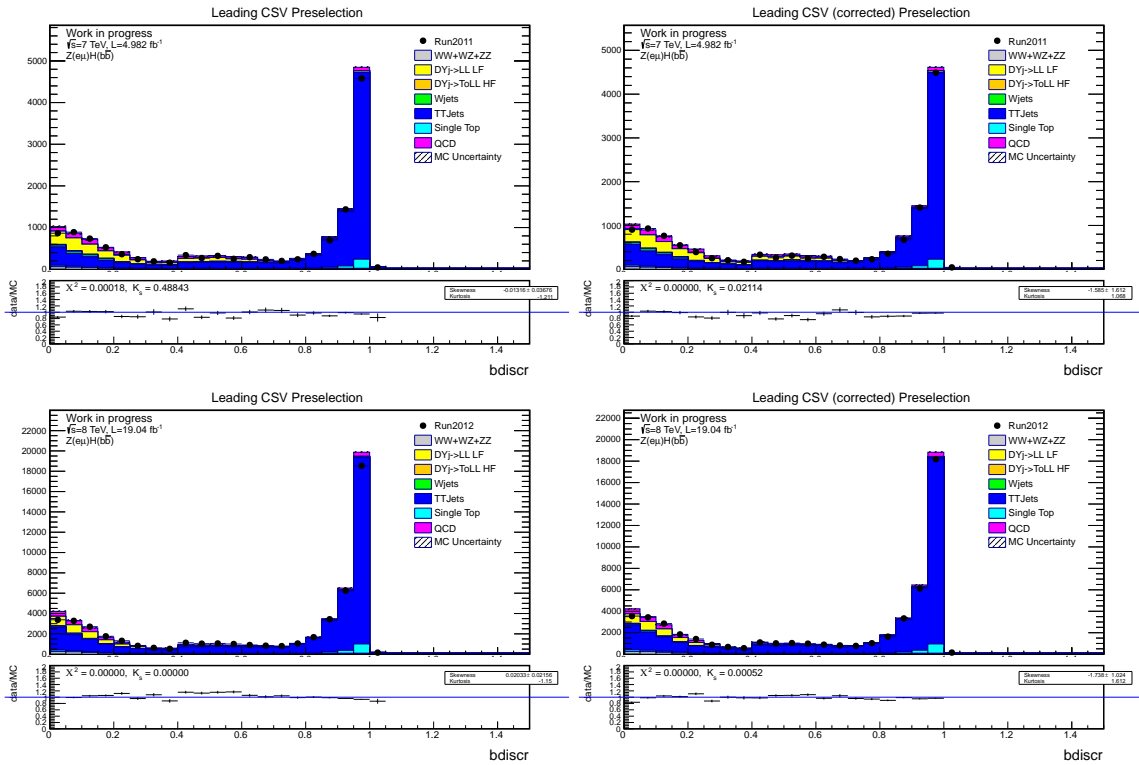 Leading CSV Preselection
Work in progress
√s=7 TeV, L=4.982 fb-1
Z(eμ)H(bb̅)
Run2011
WW+WZ+ZZ
DYj->LL LF
DYj->ToLL HF
Wjets
TTJets
Single Top
QCD
MC Uncertainty
5000
4000
3000
2000
1000
0
data/MC
Χ2 = 0.00018, Ks = 0.48843
Skewness -0.01316± 0.03676
Kurtosis -1.211
0 0.2 0.4 0.6 0.8 1 1.2 1.4
bdiscr
Leading CSV (corrected) Preselection
Work in progress
√s=7 TeV, L=4.982 fb-1
Z(eμ)H(bb̅)
Run2011
WW+WZ+ZZ
DYj->LL LF
DYj->ToLL HF
Wjets
TTJets
Single Top
QCD
MC Uncertainty
5000
4000
3000
2000
1000
0
data/MC
Χ2 = 0.00000, Ks = 0.02114
Skewness -1.585± 1.612
Kurtosis 1.068
0 0.2 0.4 0.6 0.8 1 1.2 1.4
bdiscr
Leading CSV Preselection
Work in progress
√s=8 TeV, L=19.04 fb-1
Z(eμ)H(bb̅)
Run2012
WW+WZ+ZZ
DYj->LL LF
DYj->ToLL HF
Wjets
TTJets
Single Top
QCD
MC Uncertainty
22000
20000
18000
16000
14000
12000
10000
8000
6000
4000
2000
0
data/MC
Χ2 = 0.00000, Ks = 0.00000
Skewness 0.02033± 0.02156
Kurtosis -1.15
0 0.2 0.4 0.6 0.8 1 1.2 1.4
bdiscr
Leading CSV (corrected) Preselection
Work in progress
√s=8 TeV, L=19.04 fb-1
Z(eμ)H(bb̅)
Run2012
WW+WZ+ZZ
DYj->LL LF
DYj->ToLL HF
Wjets
TTJets
Single Top
QCD
MC Uncertainty
22000
20000
18000
16000
14000
12000
10000
8000
6000
4000
2000
0
data/MC
Χ2 = 0.00000, Ks = 0.00052
Skewness -1.738± 1.024
Kurtosis 1.612
0 0.2 0.4 0.6 0.8 1 1.2 1.4
bdiscr